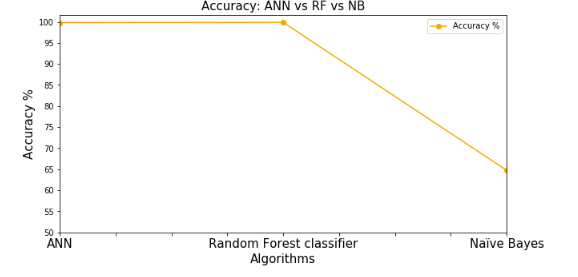 Accuracy: ANN vs RF vs NB
Accuracy %
100
95
90
85
80
75
70
65
60
55
50
Accuracy %
ANN
Random Forest classifier
Naïve Bayes
Algorithms